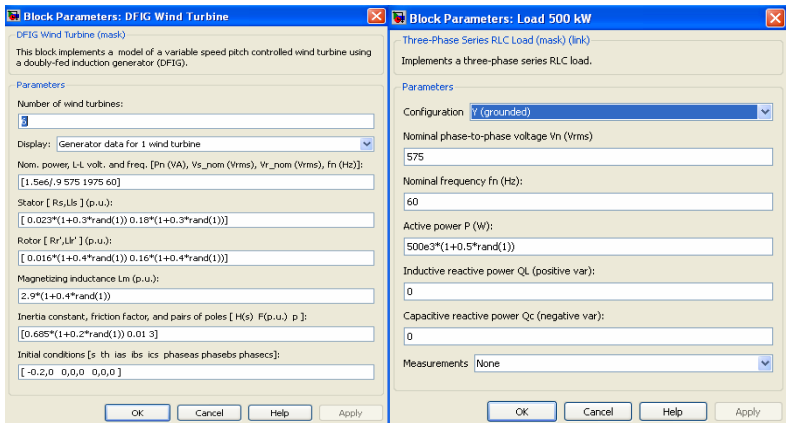 Block Parameters: DFIG Wind Turbine
DFIG Wind Turbine (mask)
This block implements a model of a variable speed pitch controlled wind turbine using
a doubly-fed induction generator (DFIG).
Parameters
Number of wind turbines:
Display: Generator data for 1 wind turbine
Nom. power, L-L volt. and freq. [Pn (VA), Vs_nom (Vrms), Vr_nom (Vrms), fn (Hz)]:
[1.5e6/.9 575 1975 60]
Stator [ Rs,Lls ] (p.u.):
[ 0.023*(1+0.3*rand(1)) 0.18*(1+0.3*rand(1))]
Rotor [ Rr',Llr' ] (p.u.):
[ 0.016*(1+0.4*rand(1)) 0.16*(1+0.4*rand(1))]
Magnetizing inductance Lm (p.u.):
2.9*(1+0.4*rand(1))
Inertia constant, friction factor, and pairs of poles [ H(s) F(p.u.) p ]:
[0.685*(1+0.2*rand(1)) 0.01 3]
Initial conditions [s th ias ibs ics phaseas phasebs phasecs]:
[ -0.2,0 0,0,0 0,0,0 ]
OK Cancel Help Apply
Block Parameters: Load 500 kW
Three-Phase Series RLC Load (mask) (link)
Implements a three-phase series RLC load.
Parameters
Configuration Y (grounded)
Nominal phase-to-phase voltage Vn (Vrms)
575
Nominal frequency fn (Hz):
60
Active power P (W):
500e3*(1+0.5*rand(1))
Inductive reactive power QL (positive var):
0
Capacitive reactive power Qc (negative var):
0
Measurements None
OK Cancel Help Apply